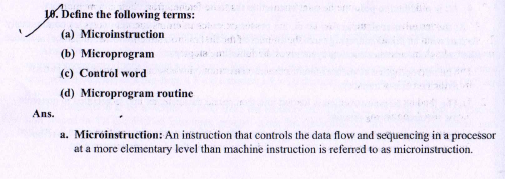 16. Define the following terms:
(a) Microinstruction
(b) Microprogram
(c) Control word
(d) Microprogram routine
Ans.
a. Microinstruction: An instruction that controls the data flow and sequencing in a processor
at a more elementary level than machine instruction is referred to as microinstruction.